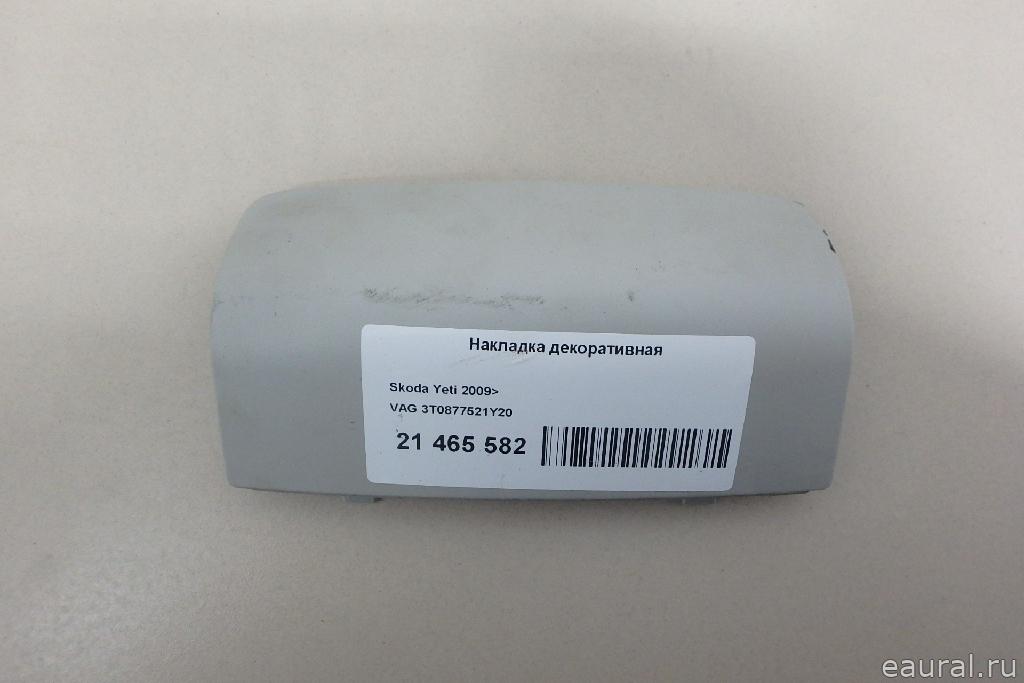 Накладка декоративная
Skoda Yeti 2009>
VAG 3T0877521Y20
21 465 582
eaural.ru